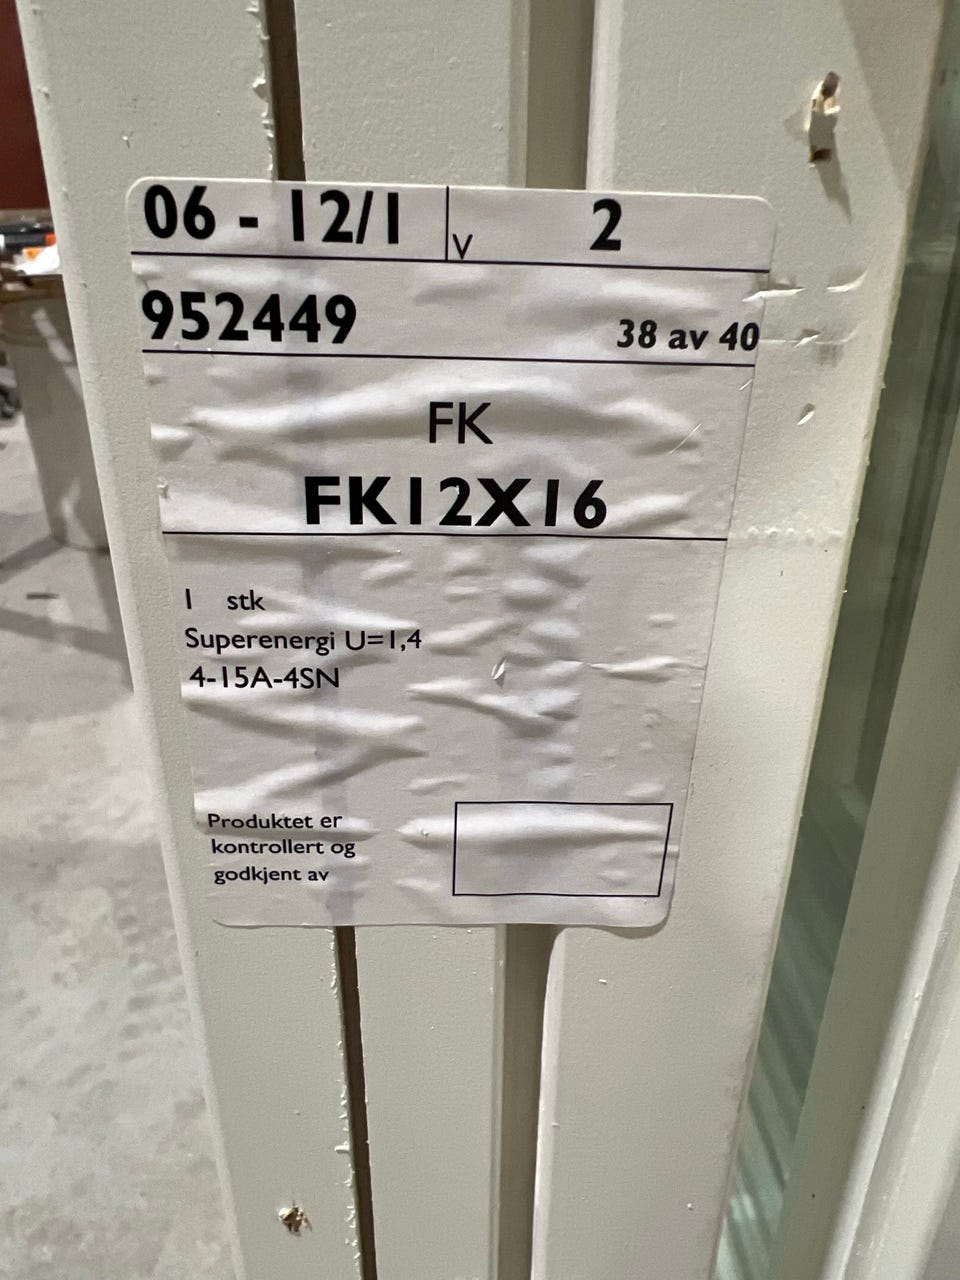 06 - 12/1 v 2
952449 38 av 40
FK
FK12X16
1 stk
Superenergi U=1,4
4-15A-4SN
Produktet er
kontrollert og
godkjent av